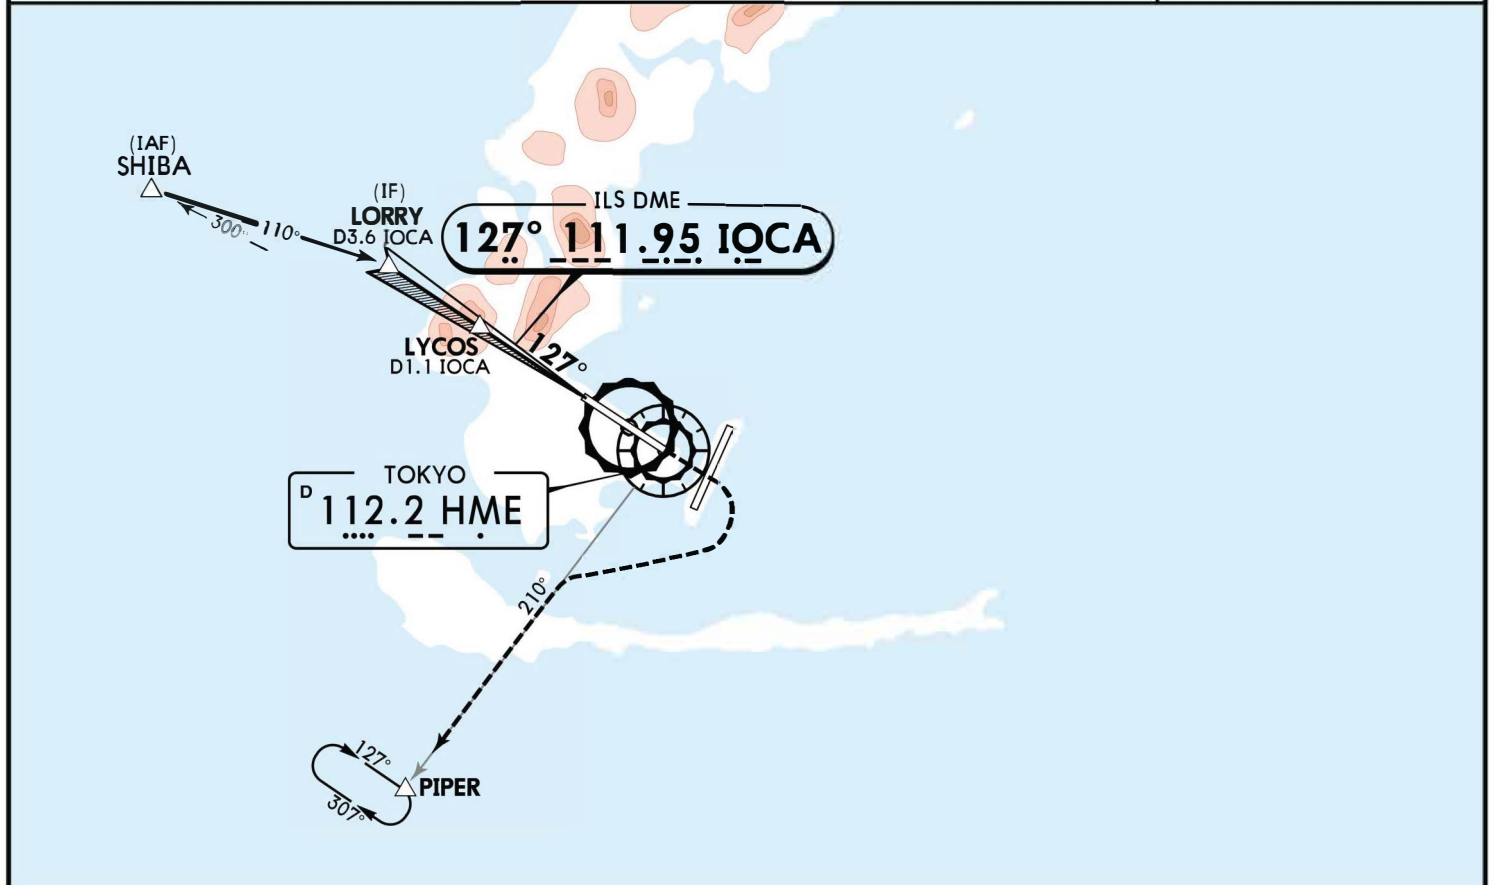 (IAF)
SHIBA
300°
110°
(IF)
LORRY
D3.6 IOCA
ILS DME
127° 111.95 IOCA
LYCOS
D1.1 IOCA
127°
TOKYO
D
112.2 HME
210°
127°
307°
PIPER